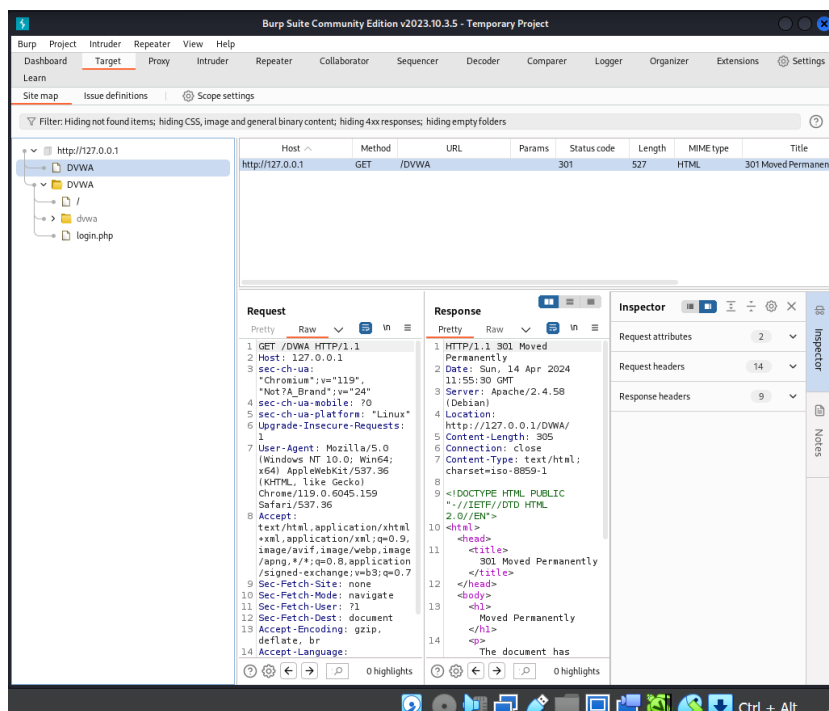 Burp Suite Community Edition v2023.10.3.5 - Temporary Project
Burp Project Intruder Repeater View Help
Dashboard Target Proxy Intruder Repeater Collaborator Sequencer Decoder Comparer Logger Organizer Extensions Settings
Learn
Site map Issue definitions Scope settings
Filter: Hiding not found items; hiding CSS, image and general binary content; hiding 4xx responses; hiding empty folders
http://127.0.0.1
DVWA
DVWA
/
dvwa
login.php
Host Method URL Params Status code Length MIME type Title
http://127.0.0.1 GET /DVWA 301 527 HTML 301 Moved Permanen
Request
Pretty Raw \n
1 GET /DVWA HTTP/1.1
2 Host: 127.0.0.1
3 sec-ch-ua:
"Chromium";v="119",
"Not?A_Brand";v="24"
4 sec-ch-ua-mobile: ?0
5 sec-ch-ua-platform: "Linux"
6 Upgrade-Insecure-Requests:
1
7 User-Agent: Mozilla/5.0
(Windows NT 10.0; Win64;
x64) AppleWebKit/537.36
(KHTML, like Gecko)
Chrome/119.0.6045.159
Safari/537.36
8 Accept:
text/html,application/xhtml
+xml,application/xml;q=0.9,
image/avif,image/webp,image
/apng,*/*;q=0.8,application
/signed-exchange;v=b3;q=0.7
9 Sec-Fetch-Site: none
10 Sec-Fetch-Mode: navigate
11 Sec-Fetch-User: ?1
12 Sec-Fetch-Dest: document
13 Accept-Encoding: gzip,
deflate, br
14 Accept-Language:
0 highlights
Response
Pretty Raw \n
1 HTTP/1.1 301 Moved
Permanently
2 Date: Sun, 14 Apr 2024
11:55:30 GMT
3 Server: Apache/2.4.58
(Debian)
4 Location:
http://127.0.0.1/DVWA/
5 Content-Length: 305
6 Connection: close
7 Content-Type: text/html;
charset=iso-8859-1
8
9 <!DOCTYPE HTML PUBLIC
"-//IETF//DTD HTML
2.0//EN">
10 <html>
<head>
11 <title>
301 Moved Permanently
</title>
12 </head>
<body>
13 <h1>
Moved Permanently
</h1>
14 <p>
The document has
0 highlights
Inspector
Request attributes 2
Request headers 14
Response headers 9
Inspector
Notes
Ctrl + Alt